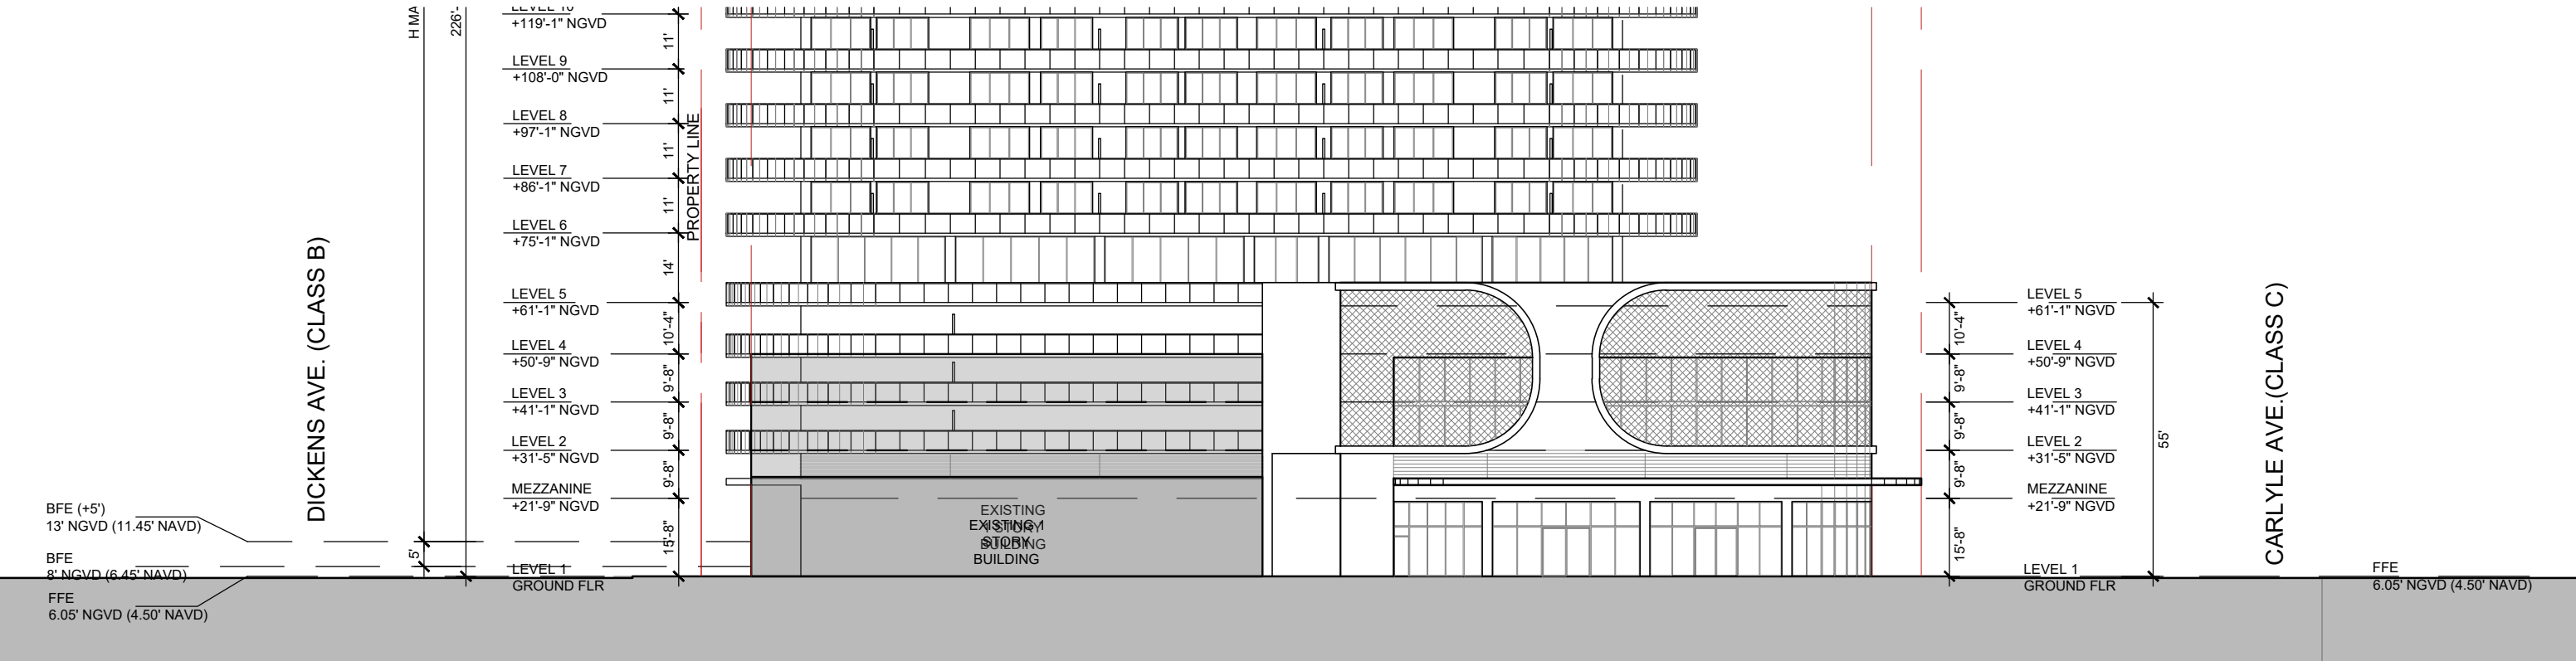 H MA
226'-
LEVEL 10
+119'-1" NGVD
11'
LEVEL 9
+108'-0" NGVD
11'
LEVEL 8
+97'-1" NGVD
11'
LEVEL 7
+86'-1" NGVD
11'
LEVEL 6
+75'-1" NGVD
14'
LEVEL 5
+61'-1" NGVD
10'-4"
LEVEL 4
+50'-9" NGVD
9'-8"
LEVEL 3
+41'-1" NGVD
9'-8"
LEVEL 2
+31'-5" NGVD
9'-8"
MEZZANINE
+21'-9" NGVD
15'-8"
LEVEL 1
GROUND FLR
PROPERTY LINE
DICKENS AVE. (CLASS B)
BFE (+5')
13' NGVD (11.45' NAVD)
5'
BFE
8' NGVD (6.45' NAVD)
FFE
6.05' NGVD (4.50' NAVD)
EXISTING
BUILDING
EXISTING 1
STORY
BUILDING
LEVEL 5
+61'-1" NGVD
10'-4"
LEVEL 4
+50'-9" NGVD
9'-8"
LEVEL 3
+41'-1" NGVD
9'-8"
LEVEL 2
+31'-5" NGVD
9'-8"
MEZZANINE
+21'-9" NGVD
15'-8"
LEVEL 1
GROUND FLR
55'
CARLYLE AVE.(CLASS C)
FFE
6.05' NGVD (4.50' NAVD)